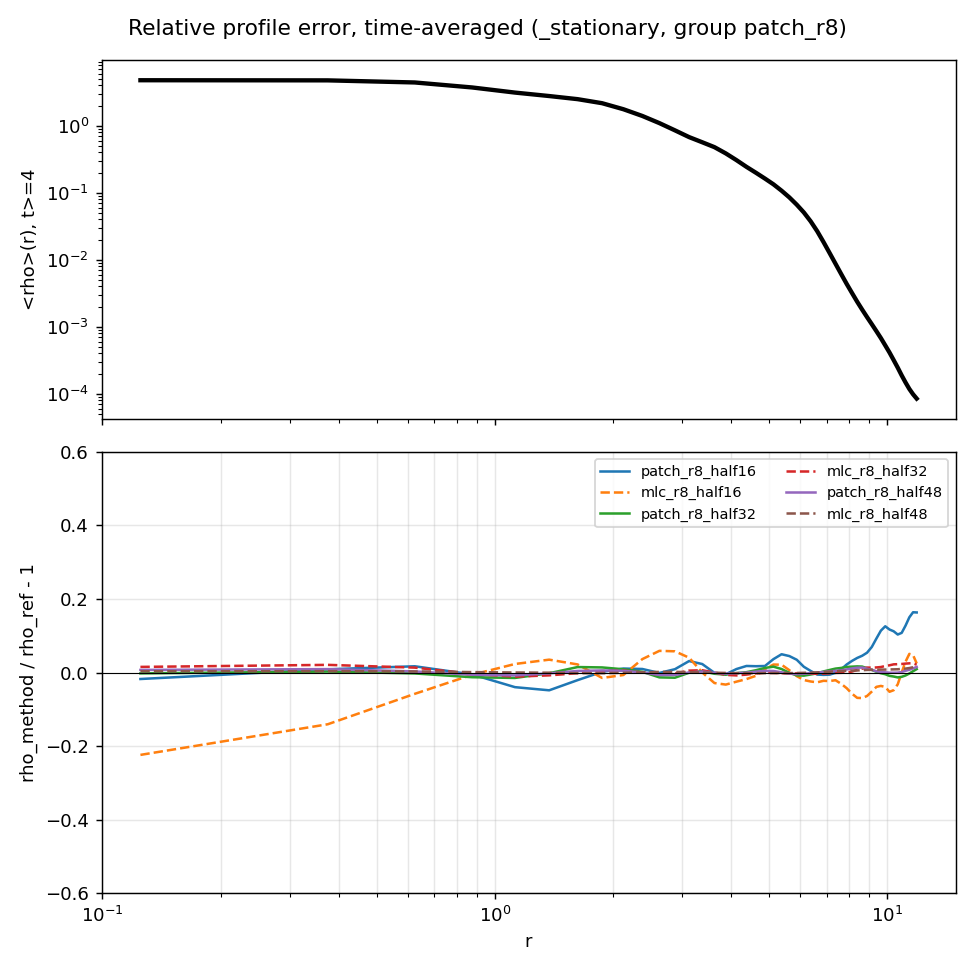 Relative profile error, time-averaged (_stationary, group patch_r8)
<rho>(r), t>=4
10^0
10^-1
10^-2
10^-3
10^-4
rho_method / rho_ref - 1
0.6
0.4
0.2
0.0
−0.2
−0.4
−0.6
patch_r8_half16
mlc_r8_half16
patch_r8_half32
mlc_r8_half32
patch_r8_half48
mlc_r8_half48
10^-1
10^0
10^1
r